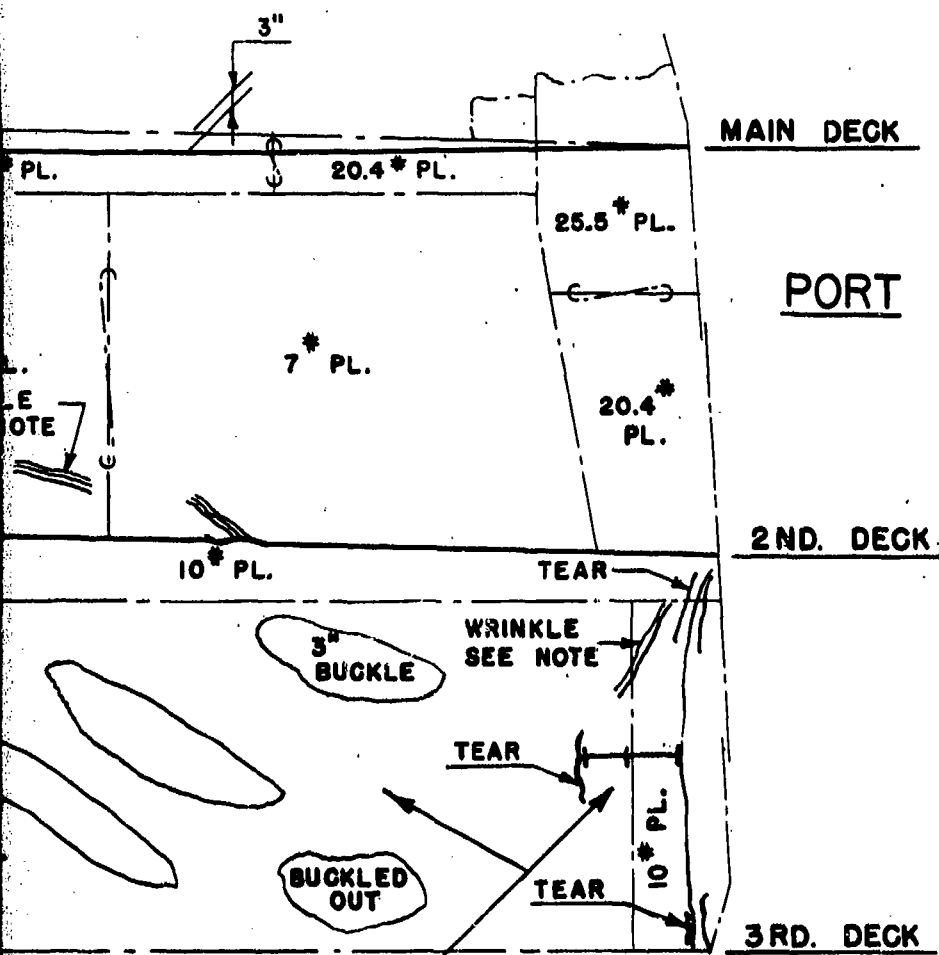 3"
MAIN DECK
PL.
20.4# PL.
25.5# PL.
PORT
7# PL.
20.4#
PL.
2ND. DECK
10# PL.
TEAR
WRINKLE
SEE NOTE
3"
BUCKLE
TEAR
10# PL.
BUCKLED
OUT
TEAR
3RD. DECK